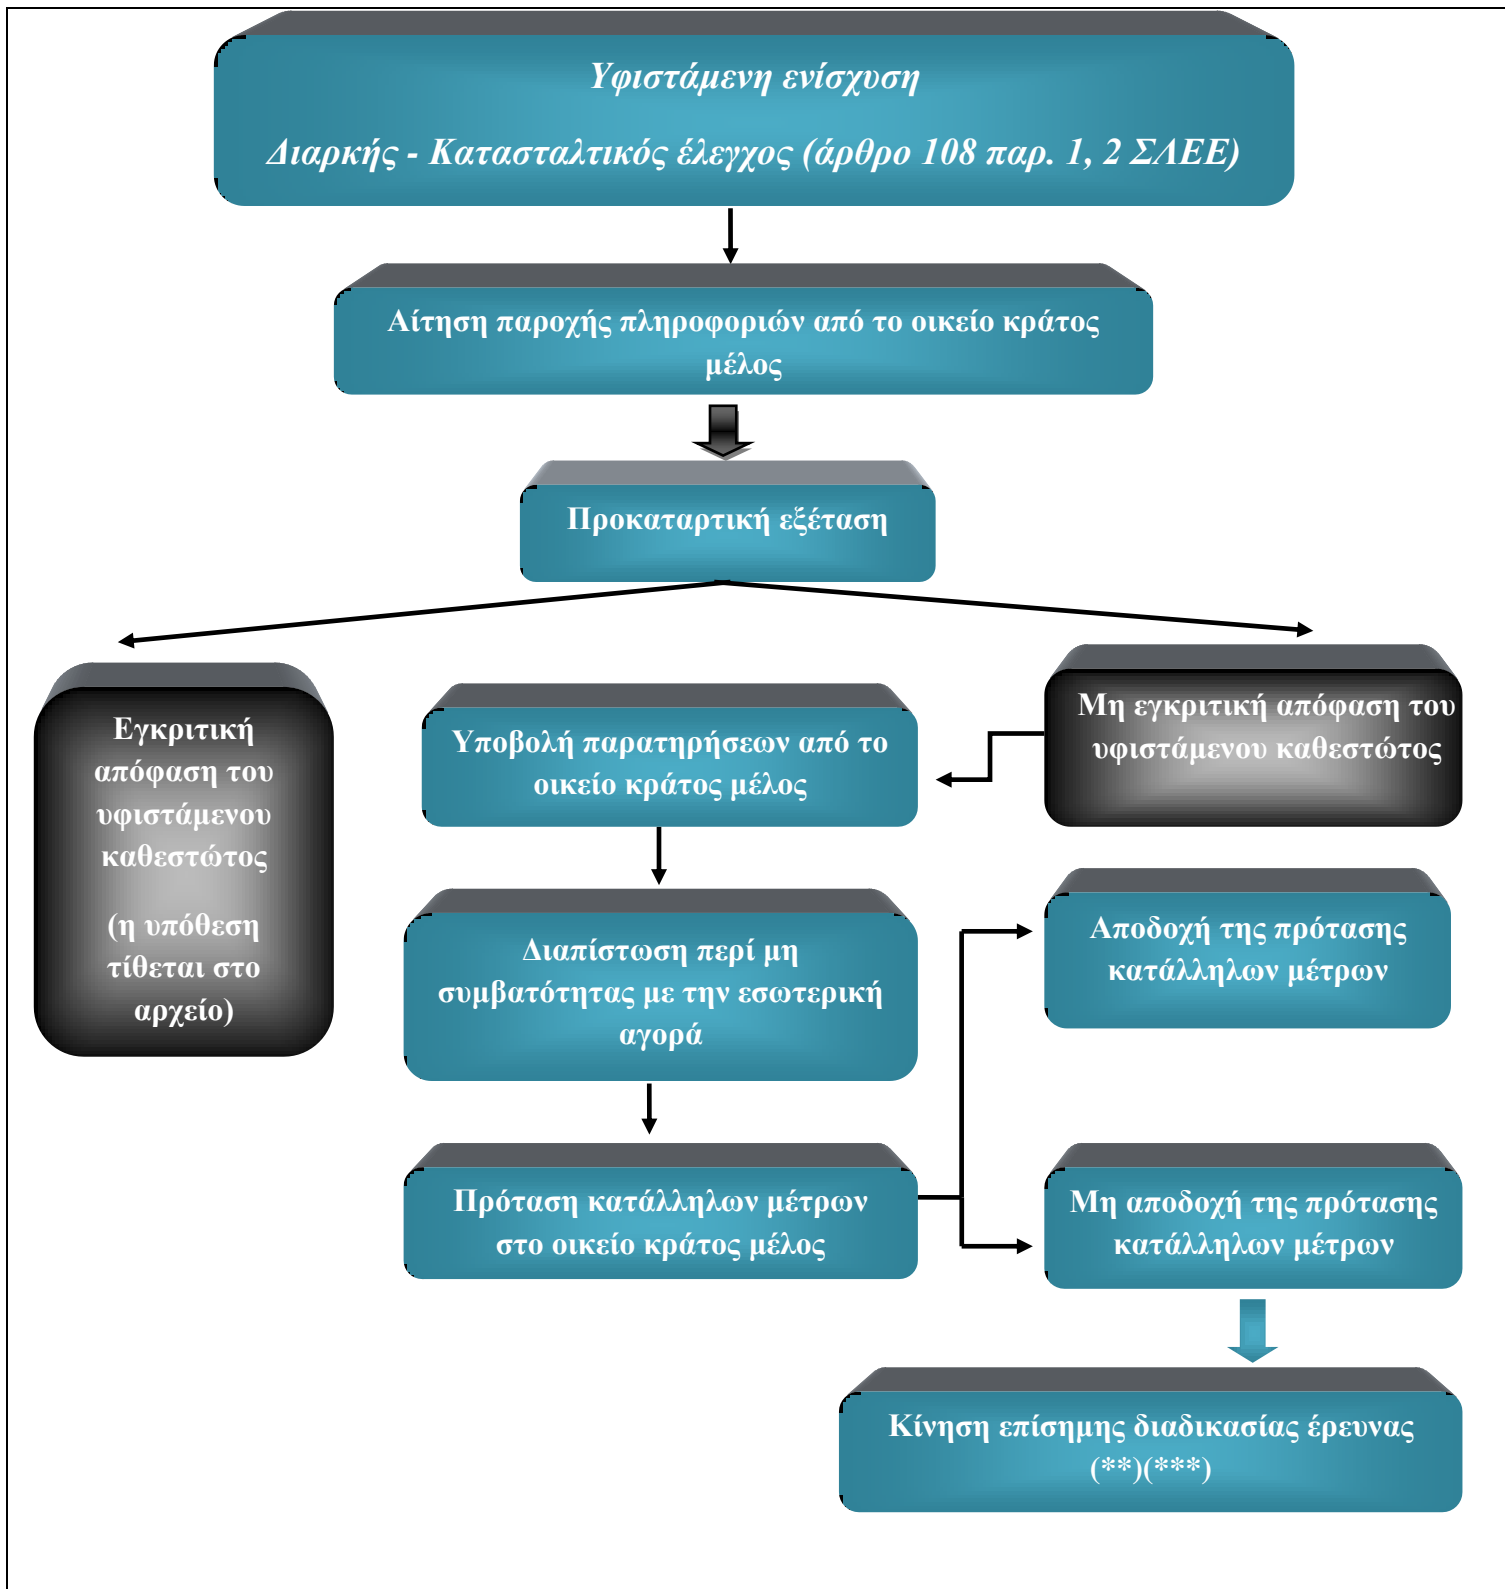 Υφιστάμενη ενίσχυση
Διαρκής - Κατασταλτικός έλεγχος (άρθρο 108 παρ. 1, 2 ΣΛΕΕ)
Αίτηση παροχής πληροφοριών από το οικείο κράτος
μέλος
Προκαταρτική εξέταση
Εγκριτική
απόφαση του
υφιστάμενου
καθεστώτος
(η υπόθεση
τίθεται στο
αρχείο)
Μη εγκριτική απόφαση του
υφιστάμενου καθεστώτος
Υποβολή παρατηρήσεων από το
οικείο κράτος μέλος
Διαπίστωση περί μη
συμβατότητας με την εσωτερική
αγορά
Πρόταση κατάλληλων μέτρων
στο οικείο κράτος μέλος
Αποδοχή της πρότασης
κατάλληλων μέτρων
Μη αποδοχή της πρότασης
κατάλληλων μέτρων
Κίνηση επίσημης διαδικασίας έρευνας
(**)(***)